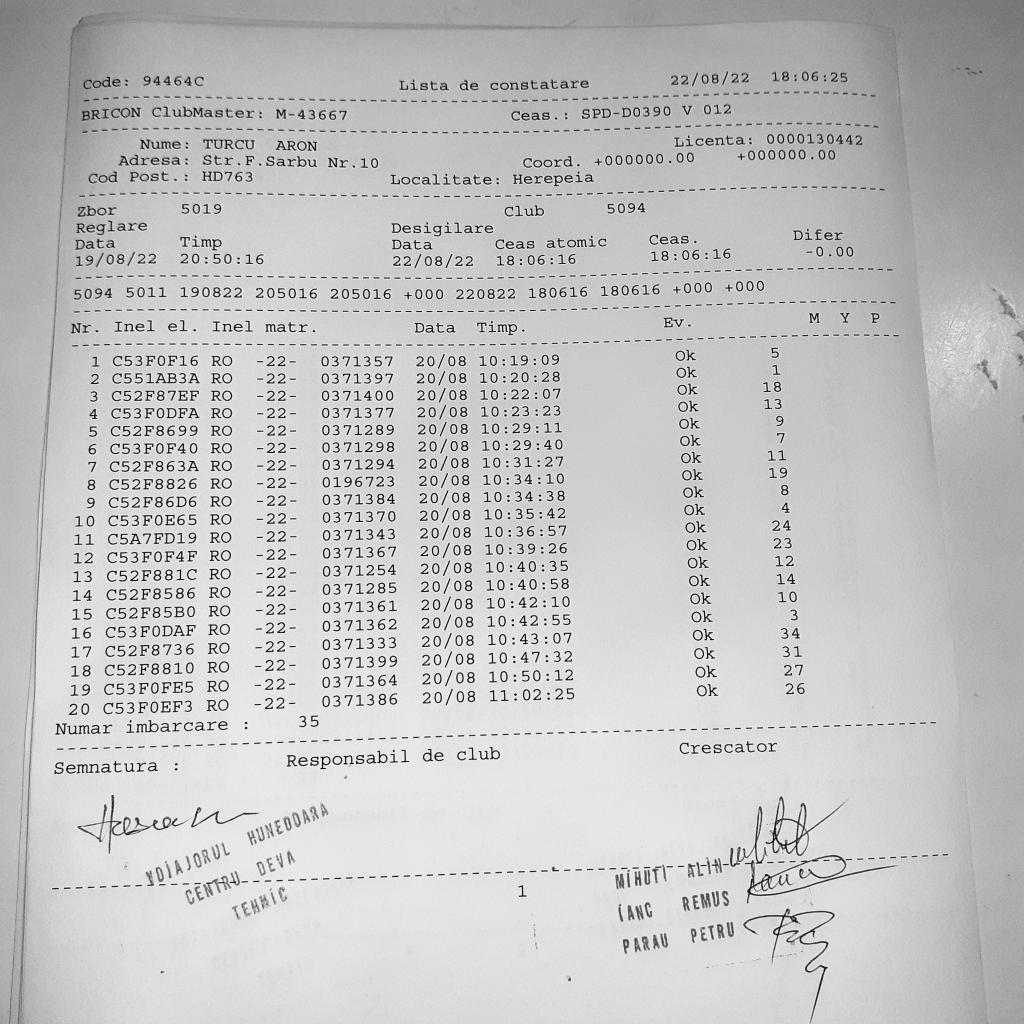 Code: 94464C Lista de constatare 22/08/22 18:06:25
BRICON ClubMaster: M-43667 Ceas.: SPD-D0390 V 012
Nume: TURCU ARON Licenta: 0000130442
Adresa: Str.F.Sarbu Nr.10 Coord. +000000.00 +000000.00
Cod Post.: HD763 Localitate: Herepeia
Zbor 5019 Club 5094
Reglare Desigilare
Data Timp Data Ceas atomic Ceas. Difer
19/08/22 20:50:16 22/08/22 18:06:16 18:06:16 -0.00
5094 5011 190822 205016 205016 +000 220822 180616 180616 +000 +000
Nr. Inel el. Inel matr. Data Timp. Ev. M Y P
1 C53F0F16 RO -22- 0371357 20/08 10:19:09 Ok 5
2 C551AB3A RO -22- 0371397 20/08 10:20:28 Ok 1
3 C52F87EF RO -22- 0371400 20/08 10:22:07 Ok 18
4 C53F0DFA RO -22- 0371377 20/08 10:23:23 Ok 13
5 C52F8699 RO -22- 0371289 20/08 10:29:11 Ok 9
6 C53F0F40 RO -22- 0371298 20/08 10:29:40 Ok 7
7 C52F863A RO -22- 0371294 20/08 10:31:27 Ok 11
8 C52F8826 RO -22- 0196723 20/08 10:34:10 Ok 19
9 C52F86D6 RO -22- 0371384 20/08 10:34:38 Ok 8
10 C53F0E65 RO -22- 0371370 20/08 10:35:42 Ok 4
11 C5A7FD19 RO -22- 0371343 20/08 10:36:57 Ok 24
12 C53F0F4F RO -22- 0371367 20/08 10:39:26 Ok 23
13 C52F881C RO -22- 0371254 20/08 10:40:35 Ok 12
14 C52F8586 RO -22- 0371285 20/08 10:40:58 Ok 14
15 C52F85B0 RO -22- 0371361 20/08 10:42:10 Ok 10
16 C53F0DAF RO -22- 0371362 20/08 10:42:55 Ok 3
17 C52F8736 RO -22- 0371333 20/08 10:43:07 Ok 34
18 C52F8810 RO -22- 0371399 20/08 10:47:32 Ok 31
19 C53F0FE5 RO -22- 0371364 20/08 10:50:12 Ok 27
20 C53F0EF3 RO -22- 0371386 20/08 11:02:25 Ok 26
Numar imbarcare : 35
Semnatura : Responsabil de club Crescator
VOIAJORUL HUNEDOARA
CENTRU DEVA
TEHNIC
1
MIHUTI ALIN
IANC REMUS
PARAU PETRU